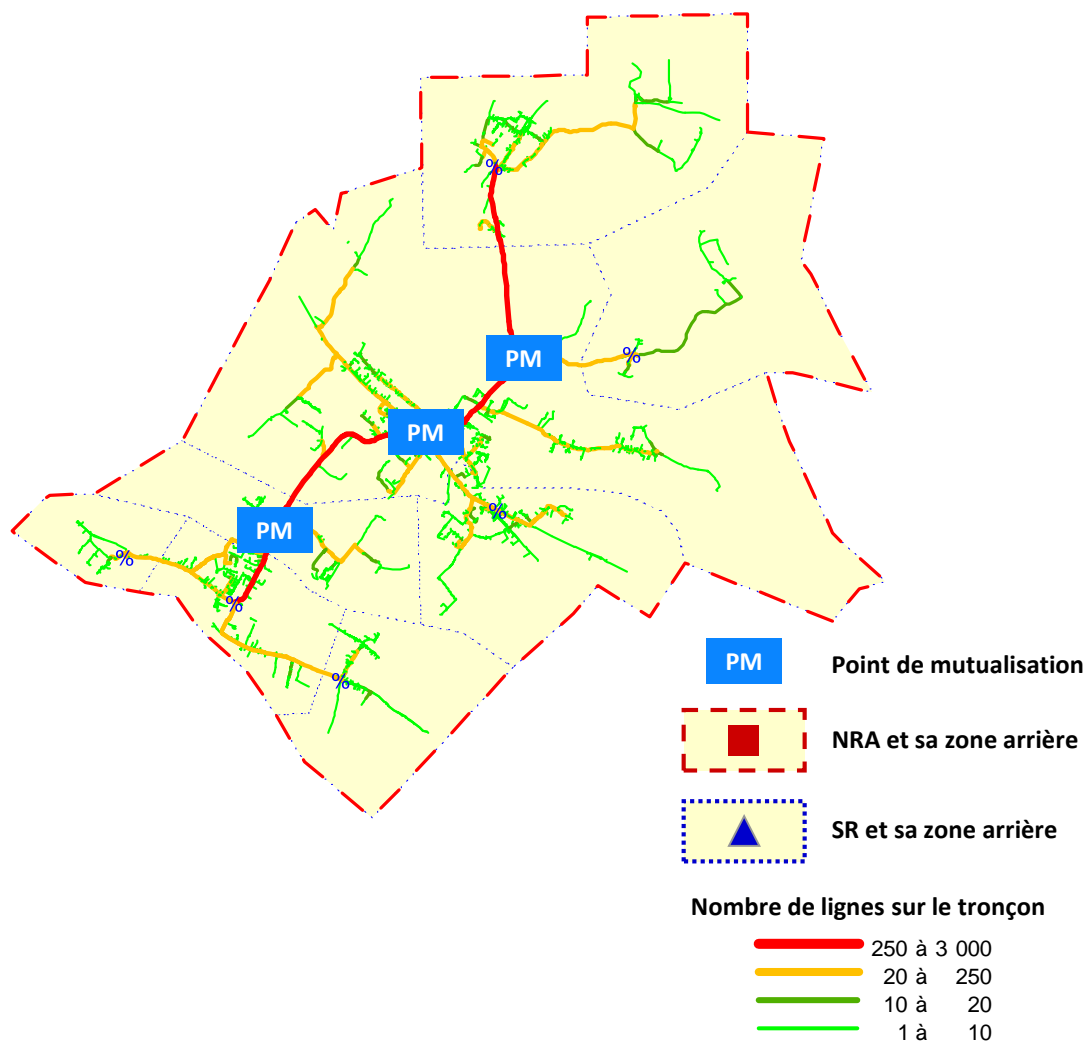 %
PM
%
PM
%
PM
%
%
%
PM Point de mutualisation
NRA et sa zone arrière
SR et sa zone arrière
Nombre de lignes sur le tronçon
250 à 3 000
20 à 250
10 à 20
1 à 10